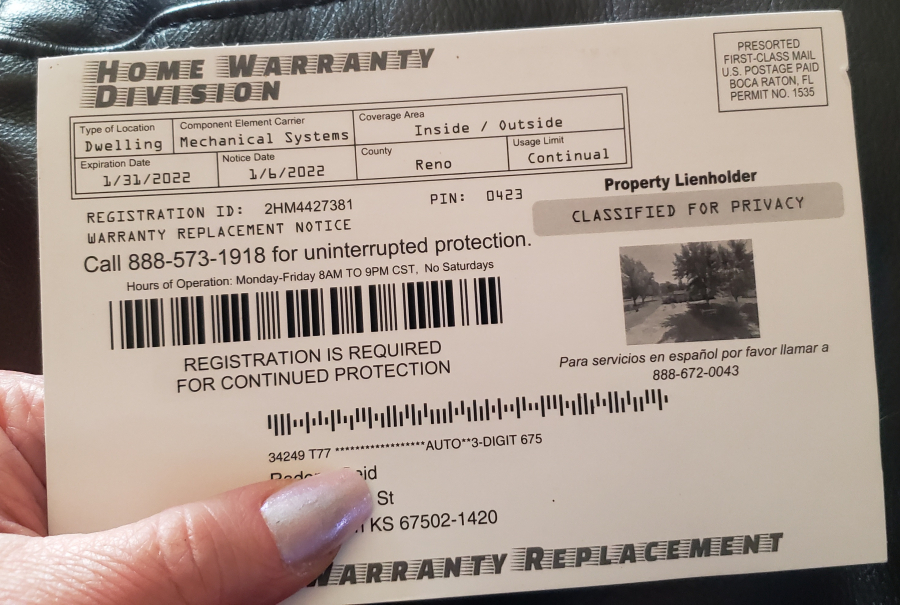 HOME WARRANTY
DIVISION
PRESORTED
FIRST-CLASS MAIL
U.S. POSTAGE PAID
BOCA RATON, FL
PERMIT NO. 1535
Type of Location
Dwelling
Component Element Carrier
Mechanical Systems
Coverage Area
Inside / Outside
Expiration Date
1/31/2022
Notice Date
1/6/2022
County
Reno
Usage Limit
Continual
REGISTRATION ID: 2HM4427381
PIN: 0423
WARRANTY REPLACEMENT NOTICE
Call 888-573-1918 for uninterrupted protection.
Hours of Operation: Monday-Friday 8AM TO 9PM CST, No Saturdays
REGISTRATION IS REQUIRED
FOR CONTINUED PROTECTION
Property Lienholder
CLASSIFIED FOR PRIVACY
Para servicios en español por favor llamar a
888-672-0043
34249 T77 ******************AUTO**3-DIGIT 675
St
KS 67502-1420
WARRANTY REPLACEMENT